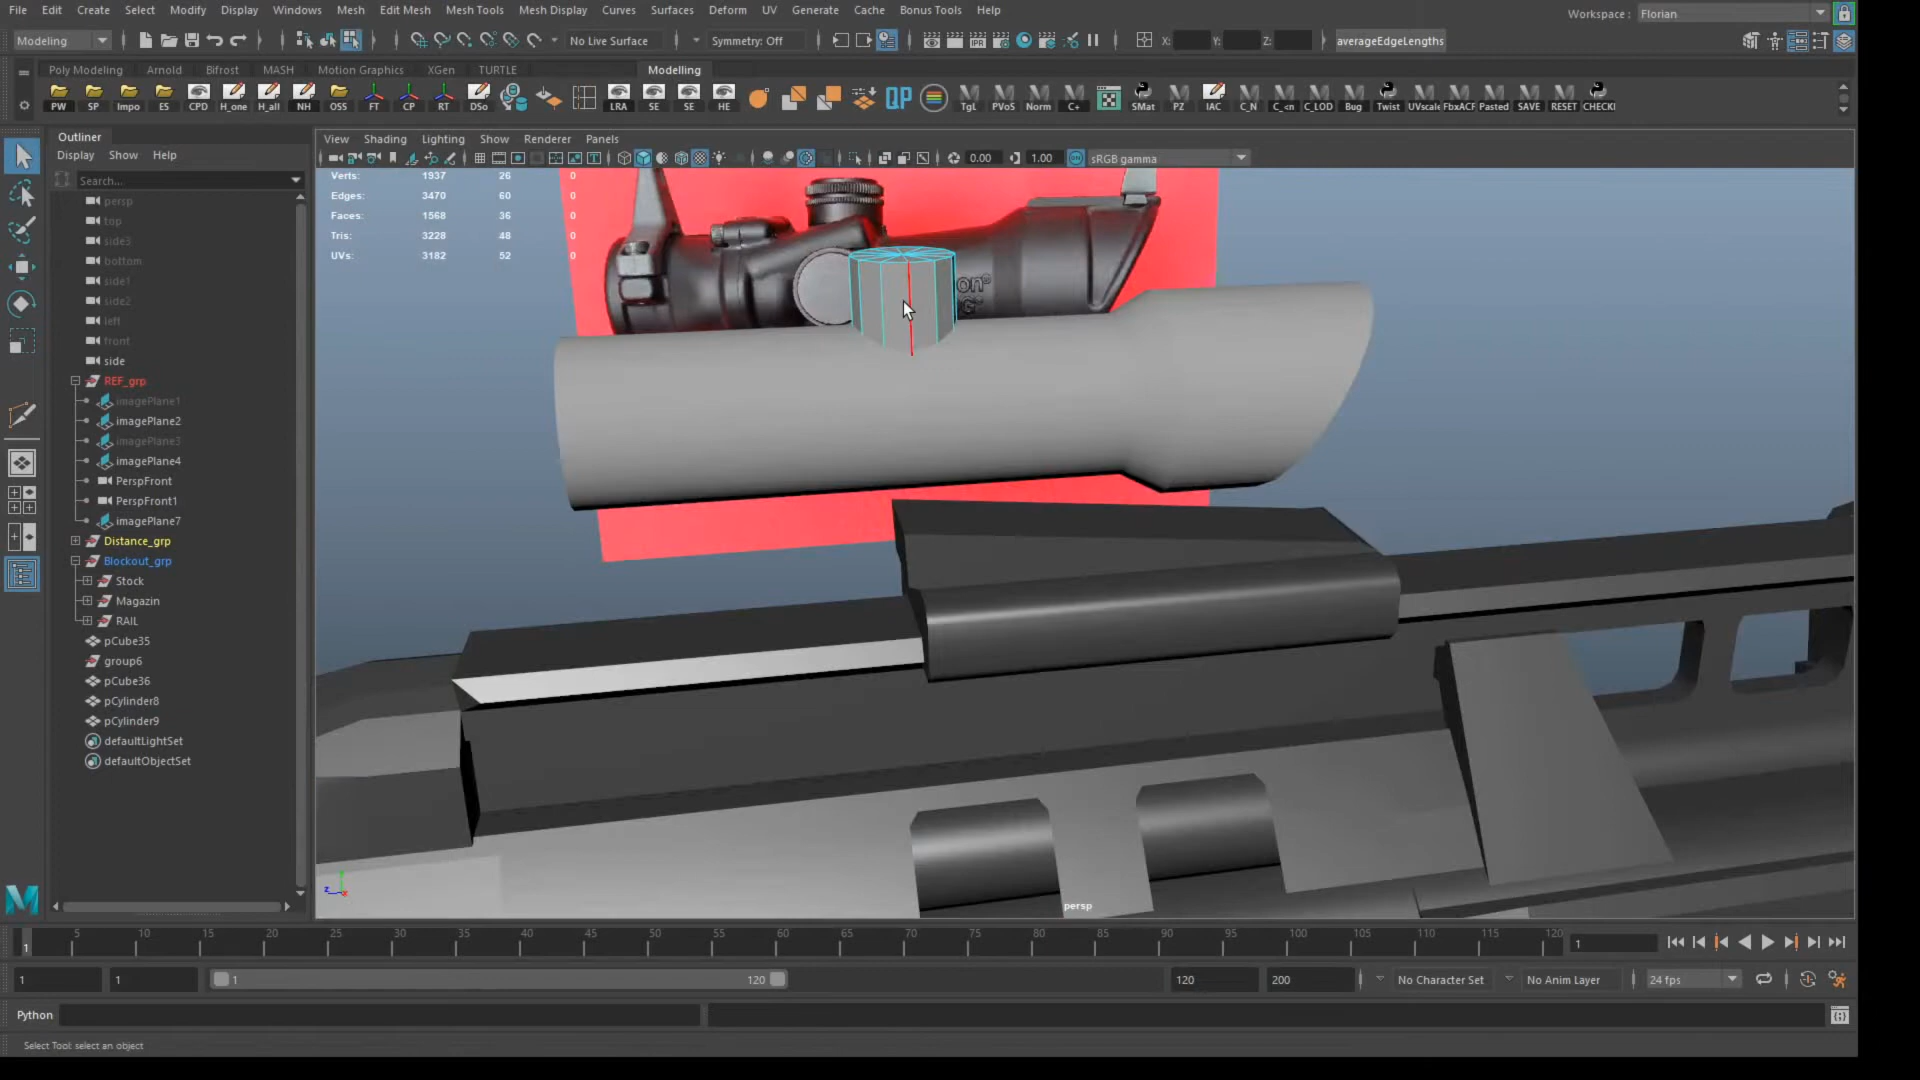 File Edit Create Select Modify Display Windows Mesh Edit Mesh Mesh Tools Mesh Display Curves Surfaces Deform UV Generate Cache Bonus Tools Help
Workspace : Florian
Modeling No Live Surface Symmetry: Off X: Y: Z: averageEdgeLengths
Poly Modeling Arnold Bifrost MASH Motion Graphics XGen TURTLE Modelling
PW SP Impo ES CPD H_one H_all NH OSS FT CP RT DSo LRA SE SE HE QP TgL PVoS Norm C+ SMat PZ IAC C_N C_<n C_LOD Bug Twist UVscale FbxACF Pasted SAVE RESET CHECKI
Outliner
Display Show Help
Search...
persp
top
side3
bottom
side1
side2
left
front
side
REF_grp
imagePlane1
imagePlane2
imagePlane3
imagePlane4
PerspFront
PerspFront1
imagePlane7
Distance_grp
Blockout_grp
Stock
Magazin
RAIL
pCube35
group6
pCube36
pCylinder8
pCylinder9
defaultLightSet
defaultObjectSet
View Shading Lighting Show Renderer Panels
0.00 1.00 sRGB gamma
Verts: 1937 26 0
Edges: 3470 60 0
Faces: 1568 36 0
Tris: 3228 48 0
UVs: 3182 52 0
z
persp
1 5 10 15 20 25 30 35 40 45 50 55 60 65 70 75 80 85 90 95 100 105 110 115 120 1
1 1 1 120 120 200 No Character Set No Anim Layer 24 fps
Python
Select Tool: select an object